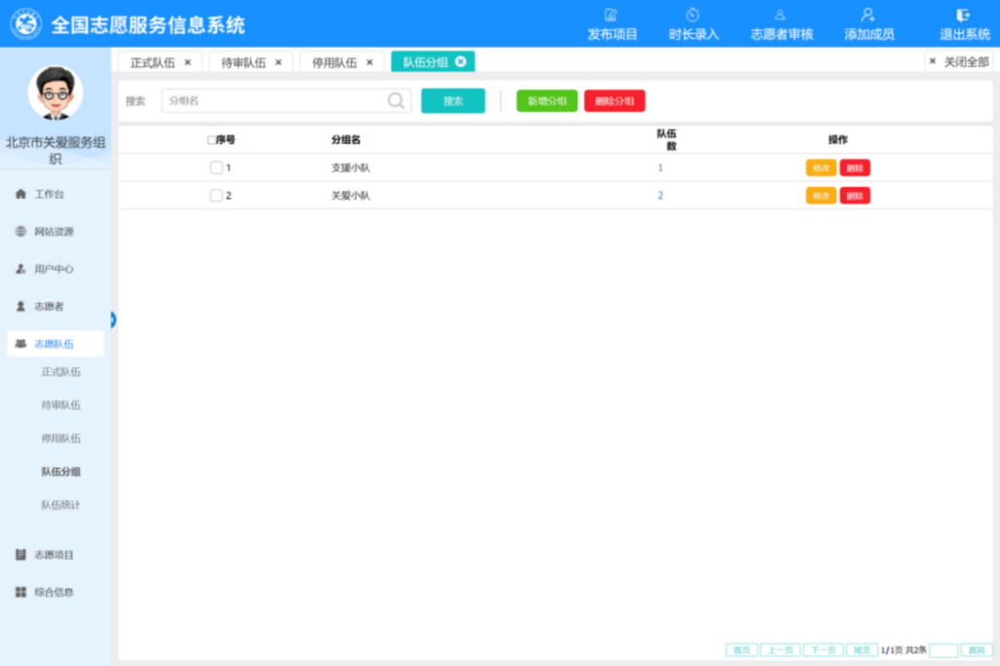 全国志愿服务信息系统
发布项目 时长录入 志愿者审核 添加成员 退出系统
正式队伍 × 待审队伍 × 停用队伍 × 队伍分组 × × 关闭全部
北京市关爱服务组
织
搜索 分组名 搜索 新增分组 删除分组
序号 分组名 队伍
数 操作
1 支援小队 1 修改 删除
2 关爱小队 2 修改 删除
工作台
网站资源
用户中心
志愿者
志愿队伍
正式队伍
待审队伍
停用队伍
队伍分组
队伍统计
志愿项目
综合信息
首页 上一页 下一页 尾页 1/1页 共2条 跳转